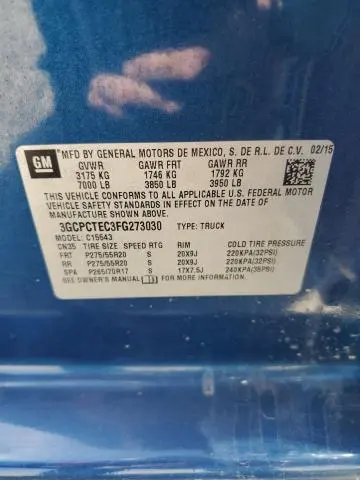 GM MFD BY GENERAL MOTORS DE MEXICO, S. DE R.L. DE C.V. 02/15
GVWR GAWR FRT GAWR RR
3175 KG 1746 KG 1792 KG
7000 LB 3850 LB 3950 LB
THIS VEHICLE CONFORMS TO ALL APPLICABLE U.S. FEDERAL MOTOR
VEHICLE SAFETY STANDARDS IN EFFECT ON THE DATE OF
MANUFACTURE SHOWN ABOVE.
3GCPCTEC3FG273030 TYPE: TRUCK
MODEL: C15543
CN35 TIRE SIZE SPEED RTG RIM COLD TIRE PRESSURE
FRT P275/55R20 S 20X9J 220KPA(32PSI)
RR P275/55R20 S 20X9J 220KPA(32PSI)
SPA P265/70R17 S 17X7.5J 240KPA(35PSI)
SEE OWNER'S MANUAL FOR ADDITIONAL INFORMATION.